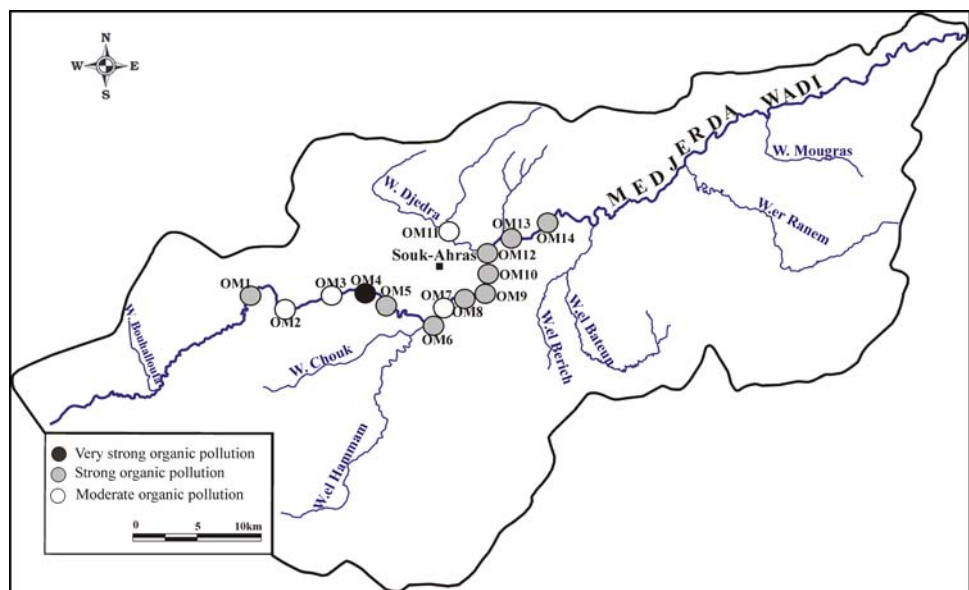 N
W E
S
MEDJERDA WADI
W. Mougras
W. Djedra
W.er Ranem
OM11
OM13
OM14
Souk-Ahras
OM12
OM10
OM1
OM3
OM4
OM5
OM7
OM9
OM2
OM8
OM6
W. Bouhallouta
W. Chouk
W.el Berich
W.el Bateup
W.el Hammam
Very strong organic pollution
Strong organic pollution
Moderate organic pollution
0 5 10km